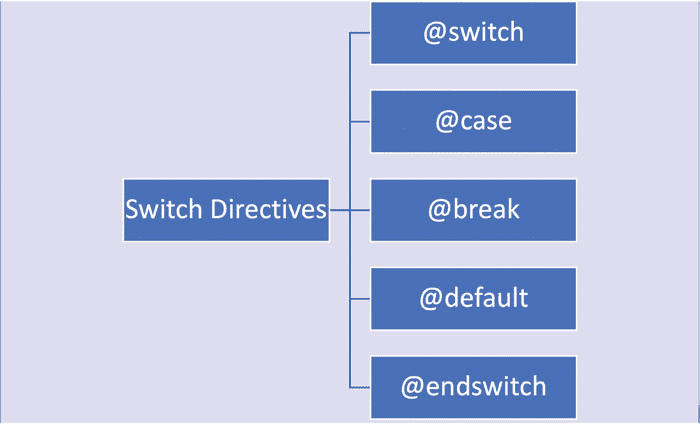 @switch
@case
Switch Directives
@break
@default
@endswitch